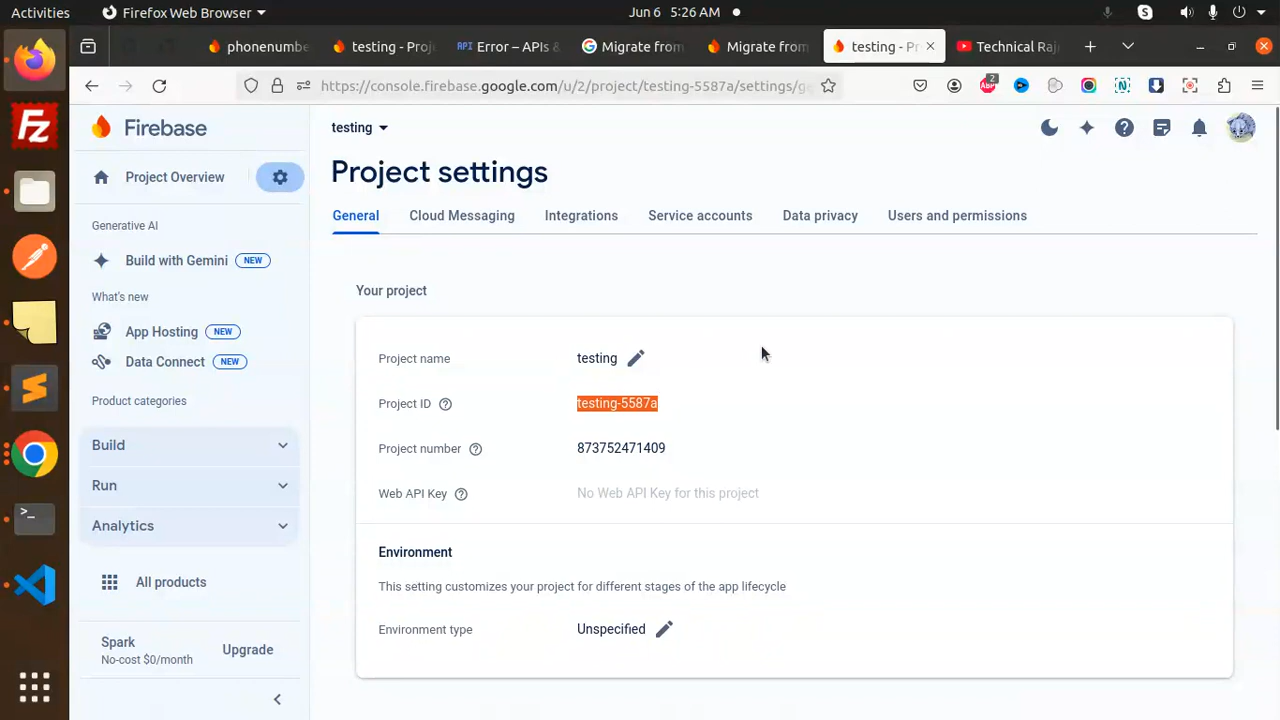 Activities
Firefox Web Browser
Jun 6 5:26 AM
phonenumbe
testing - Proj
API Error – APIs &
Migrate from
Migrate from
testing - Pr
Technical Raj
https://console.firebase.google.com/u/2/project/testing-5587a/settings/ge
2
ABP
N
Firebase
testing
Project Overview
Project settings
General
Cloud Messaging
Integrations
Service accounts
Data privacy
Users and permissions
Generative AI
Build with Gemini
NEW
What's new
App Hosting
NEW
Data Connect
NEW
Product categories
Build
Run
Analytics
All products
Spark
No-cost $0/month
Upgrade
Your project
Project name
testing
Project ID
testing-5587a
Project number
873752471409
Web API Key
No Web API Key for this project
Environment
This setting customizes your project for different stages of the app lifecycle
Environment type
Unspecified